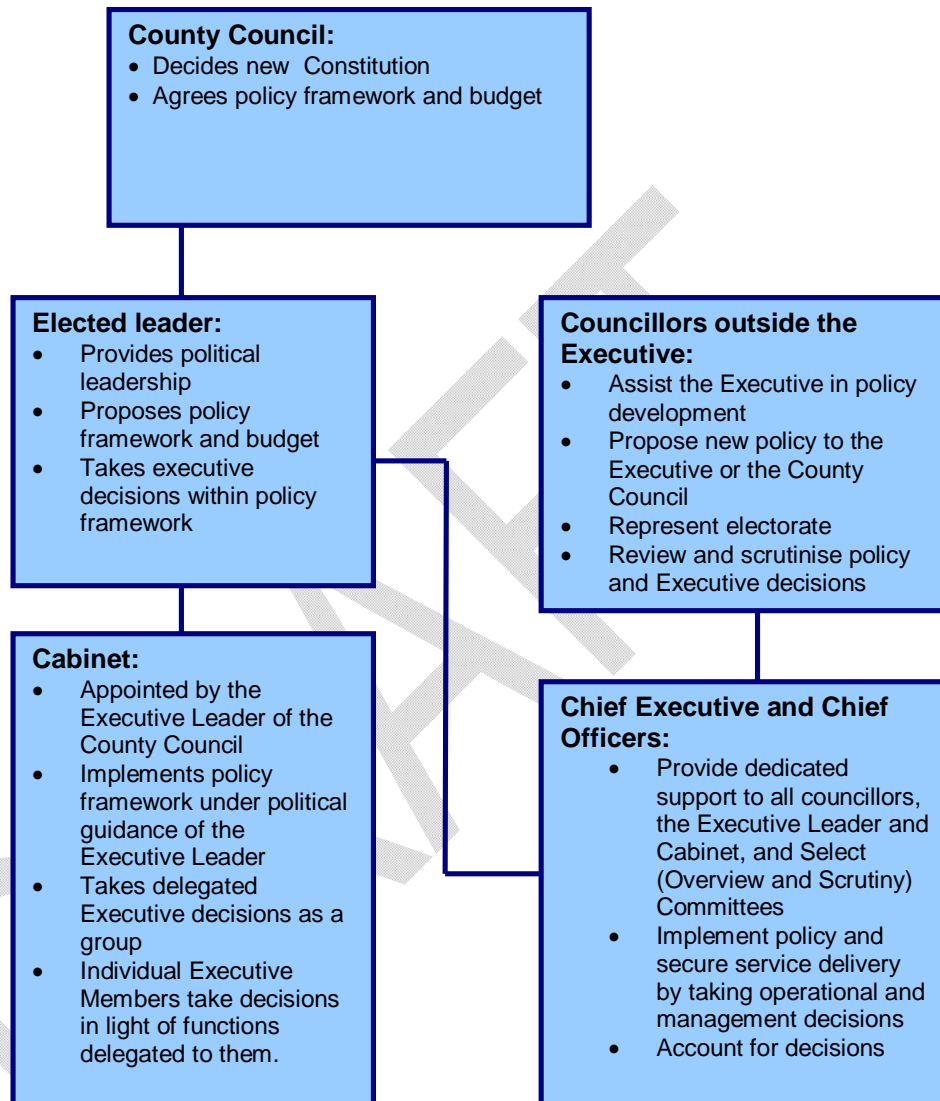 County Council:
• Decides new Constitution
• Agrees policy framework and budget
Elected leader:
• Provides political
leadership
• Proposes policy
framework and budget
• Takes executive
decisions within policy
framework
Councillors outside the
Executive:
• Assist the Executive in policy
development
• Propose new policy to the
Executive or the County
Council
• Represent electorate
• Review and scrutinise policy
and Executive decisions
Cabinet:
• Appointed by the
Executive Leader of the
County Council
• Implements policy
framework under political
guidance of the
Executive Leader
• Takes delegated
Executive decisions as a
group
• Individual Executive
Members take decisions
in light of functions
delegated to them.
Chief Executive and Chief
Officers:
• Provide dedicated
support to all councillors,
the Executive Leader and
Cabinet, and Select
(Overview and Scrutiny)
Committees
• Implement policy and
secure service delivery
by taking operational and
management decisions
• Account for decisions